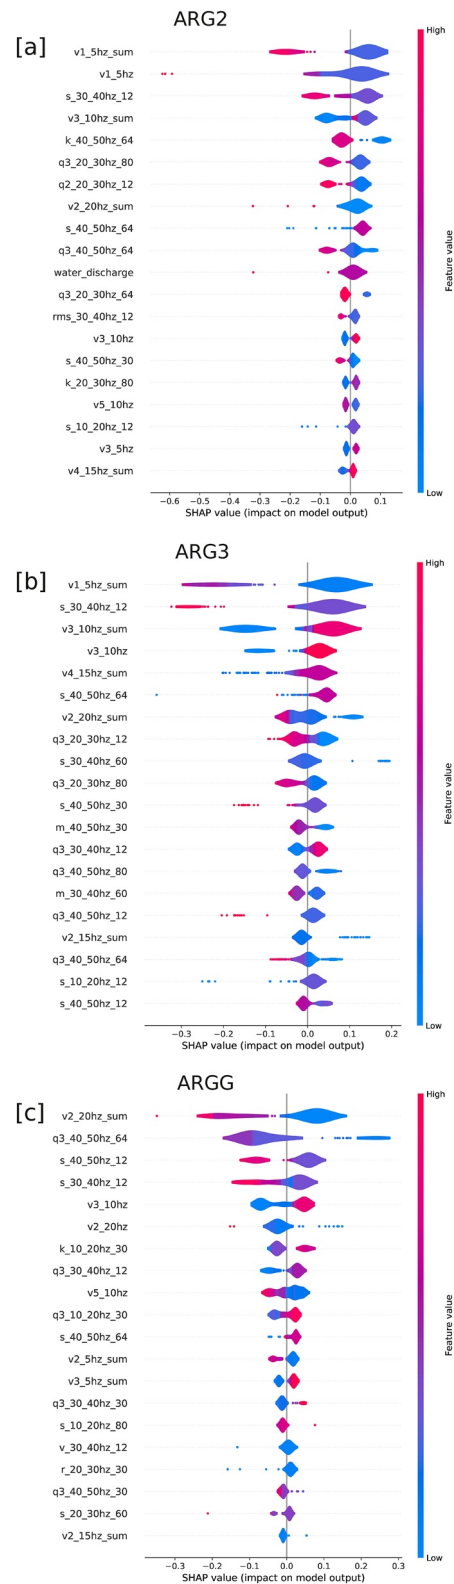 ARG2
[a]
High
v1_5hz_sum
v1_5hz
s_30_40hz_12
v3_10hz_sum
k_40_50hz_64
q3_20_30hz_80
q2_20_30hz_12
v2_20hz_sum
s_40_50hz_64
q3_40_50hz_64
water_discharge
q3_20_30hz_64
rms_30_40hz_12
v3_10hz
s_40_50hz_30
k_20_30hz_80
v5_10hz
s_10_20hz_12
v3_5hz
v4_15hz_sum
Feature value
Low
−0.6 −0.5 −0.4 −0.3 −0.2 −0.1 0.0 0.1
SHAP value (impact on model output)
ARG3
[b]
High
v1_5hz_sum
s_30_40hz_12
v3_10hz_sum
v3_10hz
v4_15hz_sum
s_40_50hz_64
v2_20hz_sum
q3_20_30hz_12
s_30_40hz_60
q3_20_30hz_80
s_40_50hz_30
m_40_50hz_30
q3_30_40hz_12
q3_40_50hz_80
m_30_40hz_60
q3_40_50hz_12
v2_15hz_sum
q3_40_50hz_64
s_10_20hz_12
s_40_50hz_12
Feature value
Low
−0.3 −0.2 −0.1 0.0 0.1 0.2
SHAP value (impact on model output)
ARGG
[c]
High
v2_20hz_sum
q3_40_50hz_64
s_40_50hz_12
s_30_40hz_12
v3_10hz
v2_20hz
k_10_20hz_30
q3_30_40hz_12
v5_10hz
q3_10_20hz_30
s_40_50hz_64
v2_5hz_sum
v3_5hz_sum
q3_30_40hz_30
s_10_20hz_80
v_30_40hz_12
r_20_30hz_30
q3_40_50hz_30
s_20_30hz_60
v2_15hz_sum
Feature value
Low
−0.3 −0.2 −0.1 0.0 0.1 0.2 0.3
SHAP value (impact on model output)